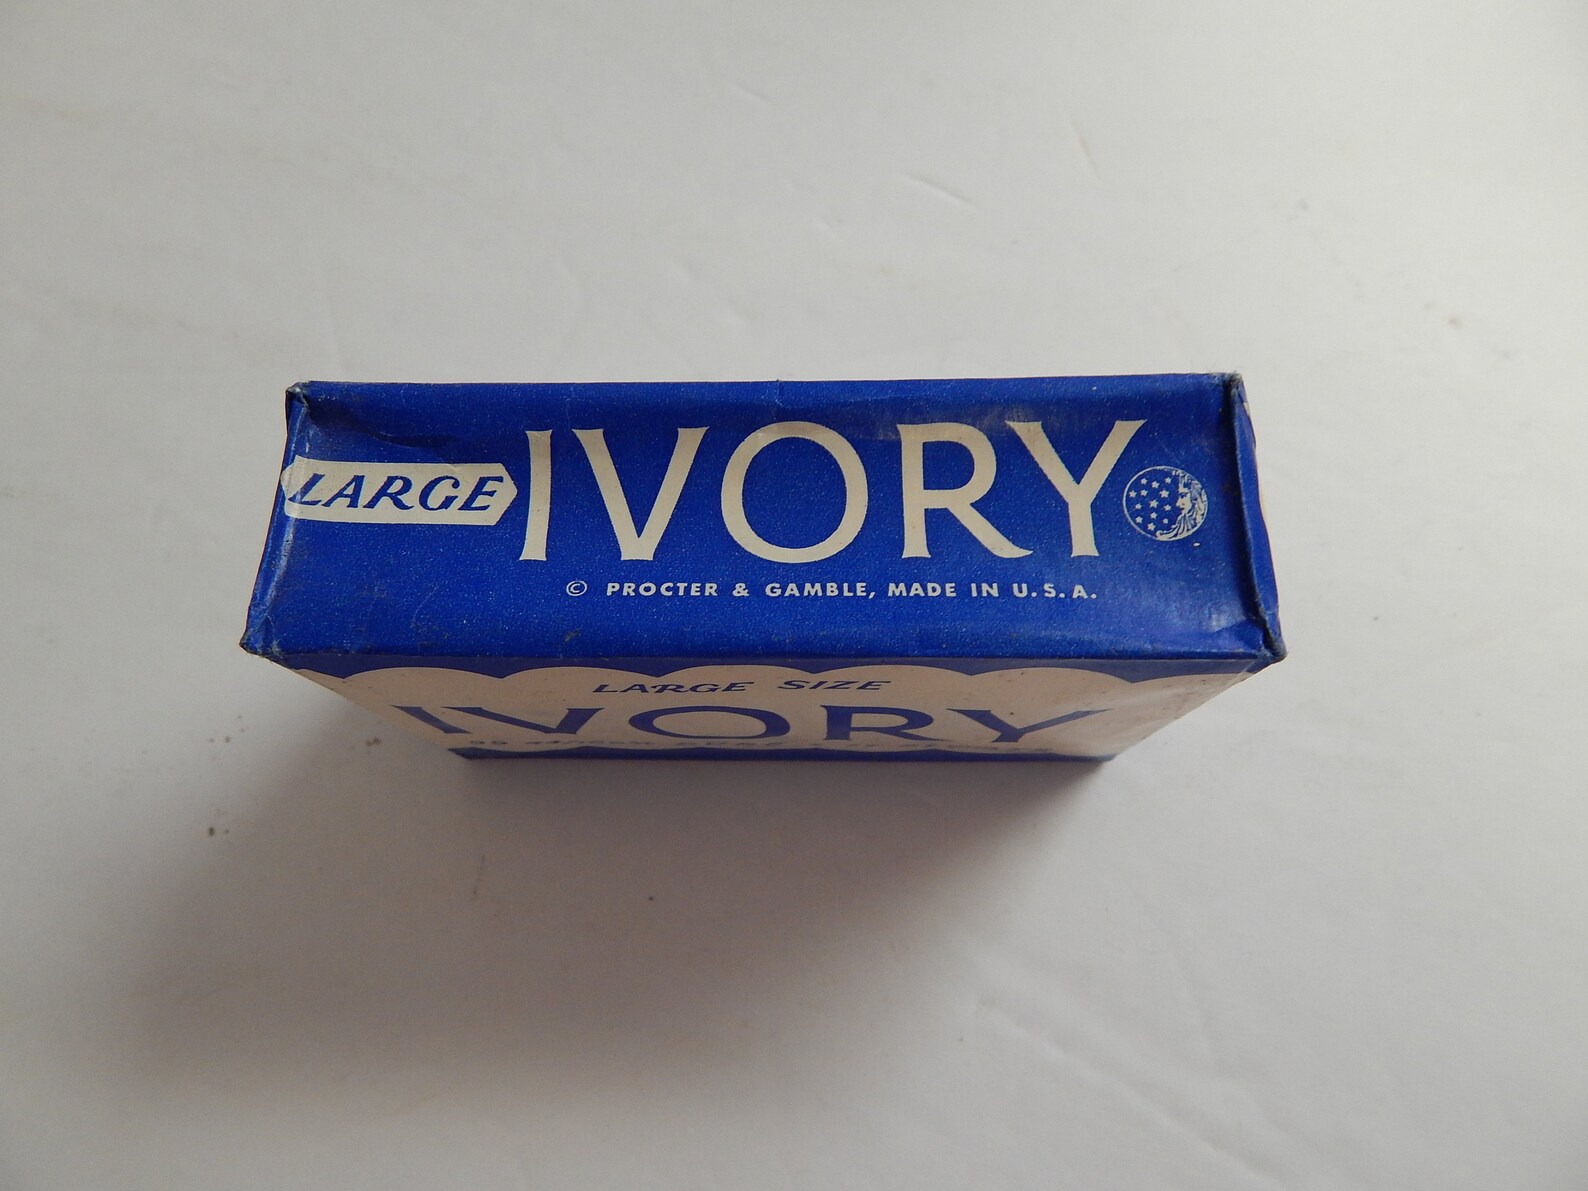 LARGE IVORY
© PROCTER & GAMBLE, MADE IN U.S.A.
LARGE SIZE
IVORY